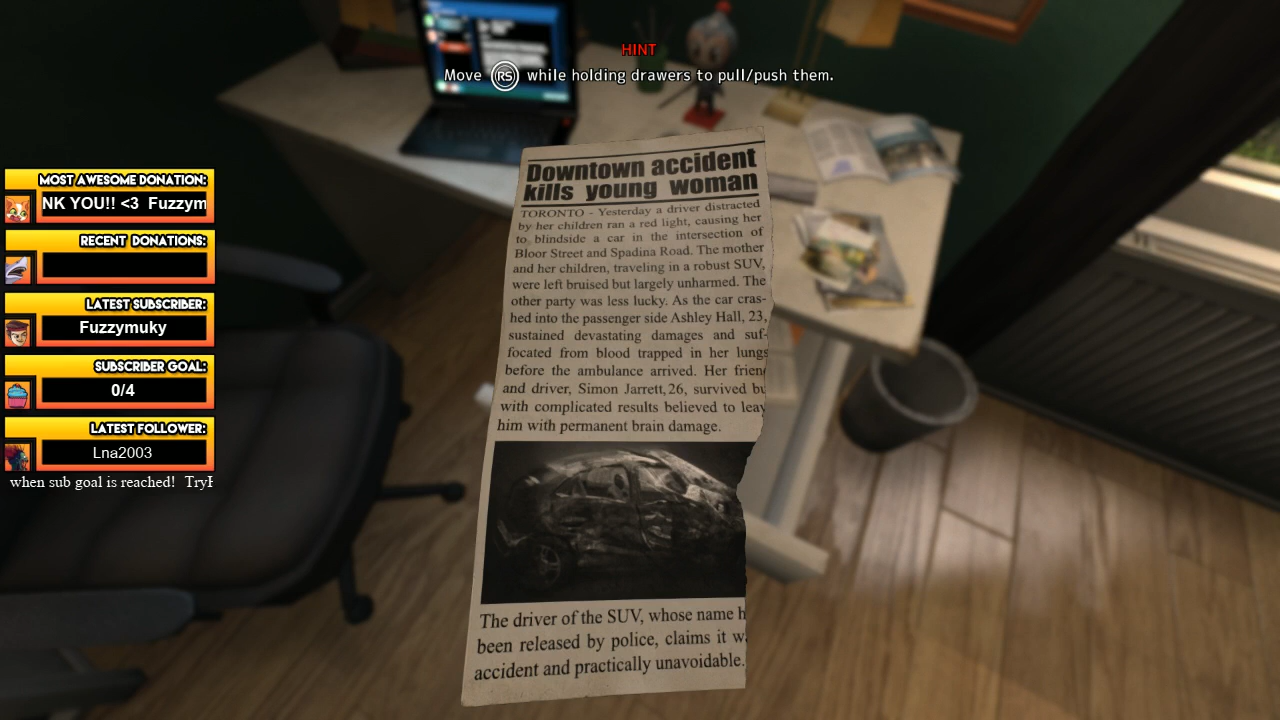 HINT
Move RS while holding drawers to pull/push them.
MOST AWESOME DONATION:
NK YOU!! <3 Fuzzym
RECENT DONATIONS:
LATEST SUBSCRIBER:
Fuzzymuky
SUBSCRIBER GOAL:
0/4
LATEST FOLLOWER:
Lna2003
when sub goal is reached! Try
Downtown accident
kills young woman
TORONTO - Yesterday a driver distracted
by her children ran a red light, causing her
to blindside a car in the intersection of
Bloor Street and Spadina Road. The mother
and her children, traveling in a robust SUV,
were left bruised but largely unharmed. The
other party was less lucky. As the car cras-
hed into the passenger side Ashley Hall, 23,
sustained devastating damages and suf-
focated from blood trapped in her lungs
before the ambulance arrived. Her frien
and driver, Simon Jarrett, 26, survived bu
with complicated results believed to leav
him with permanent brain damage.
The driver of the SUV, whose name h
been released by police, claims it w
accident and practically unavoidable.